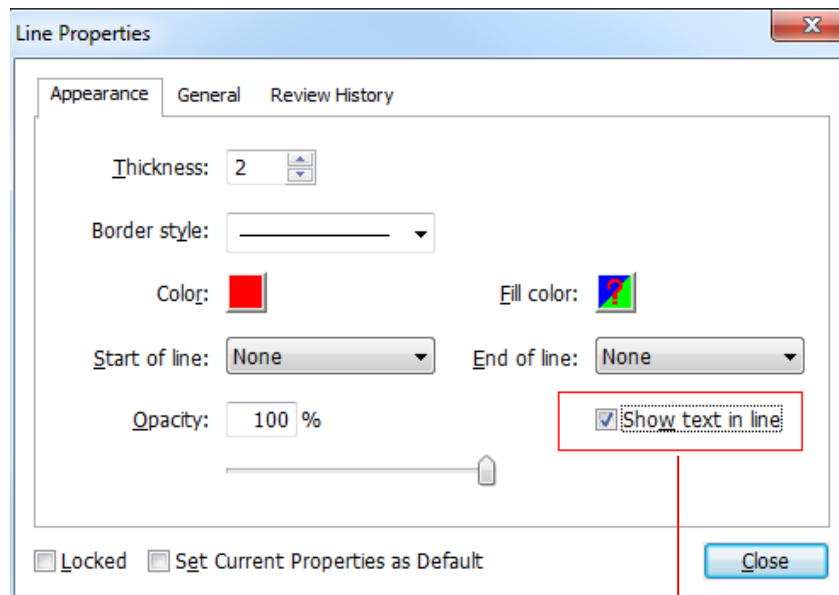 Line Properties
Appearance General Review History
Thickness: 2
Border style:
Color: Fill color: ?
Start of line: None End of line: None
Opacity: 100 % Show text in line
Locked Set Current Properties as Default Close